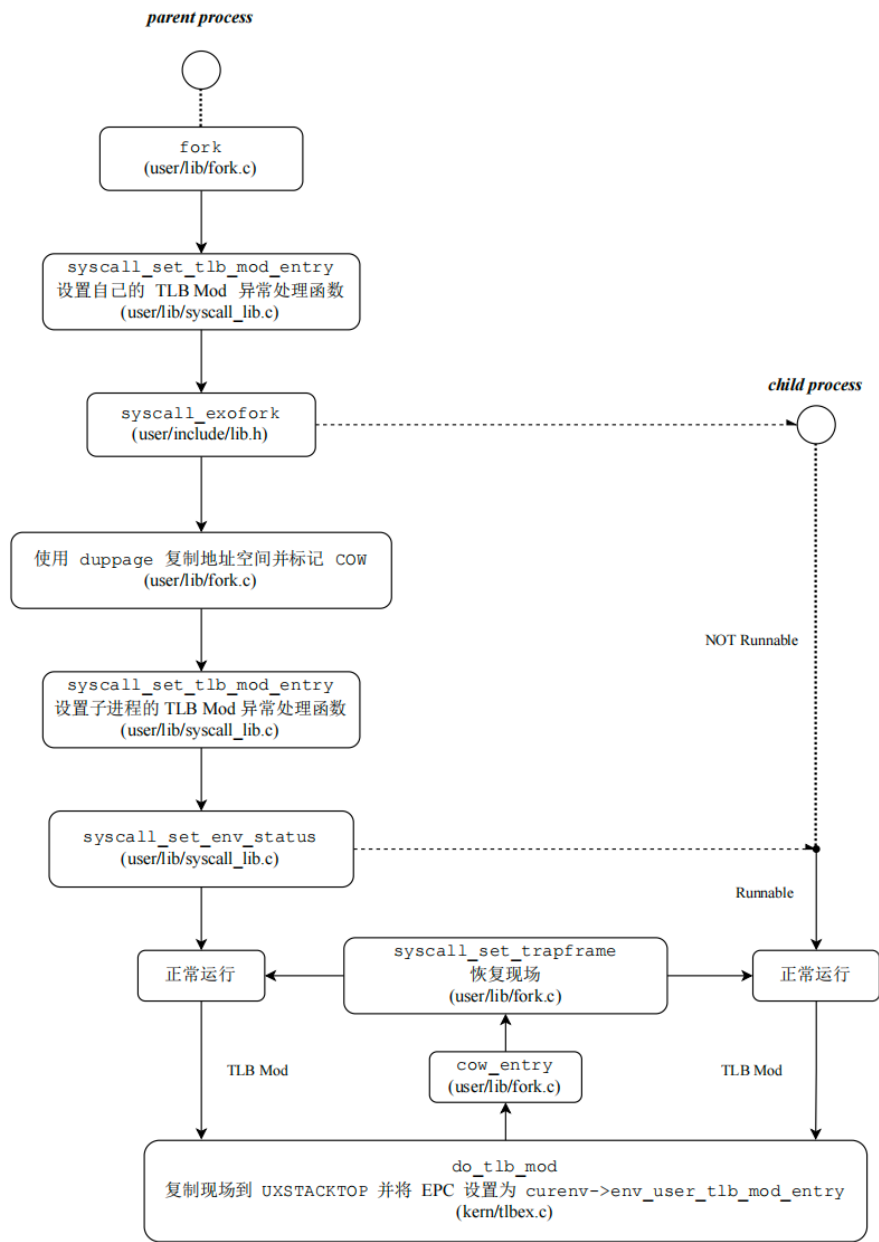 parent process
fork
(user/lib/fork.c)
syscall_set_tlb_mod_entry
设置自己的 TLB Mod 异常处理函数
(user/lib/syscall_lib.c)
child process
syscall_exofork
(user/include/lib.h)
使用 duppage 复制地址空间并标记 COW
(user/lib/fork.c)
NOT Runnable
syscall_set_tlb_mod_entry
设置子进程的 TLB Mod 异常处理函数
(user/lib/syscall_lib.c)
syscall_set_env_status
(user/lib/syscall_lib.c)
Runnable
正常运行
syscall_set_trapframe
恢复现场
(user/lib/fork.c)
正常运行
TLB Mod
cow_entry
(user/lib/fork.c)
TLB Mod
do_tlb_mod
复制现场到 UXSTACKTOP 并将 EPC 设置为 curenv->env_user_tlb_mod_entry
(kern/tlbex.c)